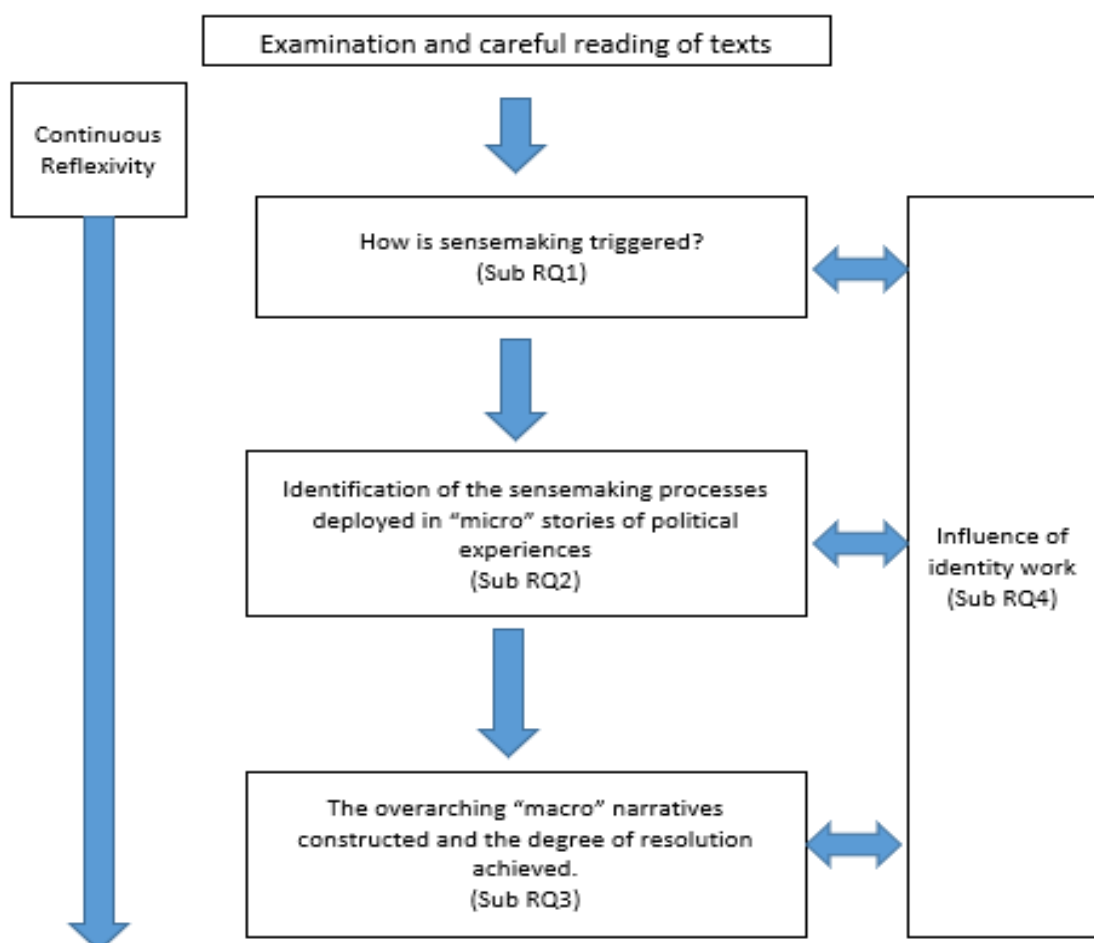 Examination and careful reading of texts
Continuous
Reflexivity
How is sensemaking triggered?
(Sub RQ1)
Identification of the sensemaking processes
deployed in “micro” stories of political
experiences
(Sub RQ2)
Influence of
identity work
(Sub RQ4)
The overarching “macro” narratives
constructed and the degree of resolution
achieved.
(Sub RQ3)